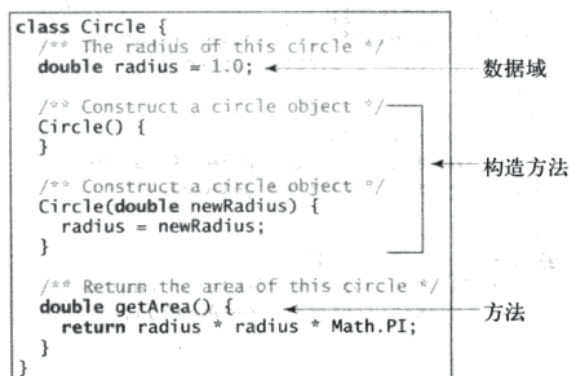 class Circle {
/** The radius of this circle */
double radius = 1.0;
数据域
/** Construct a circle object */
Circle() {
}
构造方法
/** Construct a circle object */
Circle(double newRadius) {
radius = newRadius;
}
/** Return the area of this circle */
double getArea() {
方法
return radius * radius * Math.PI;
}
}